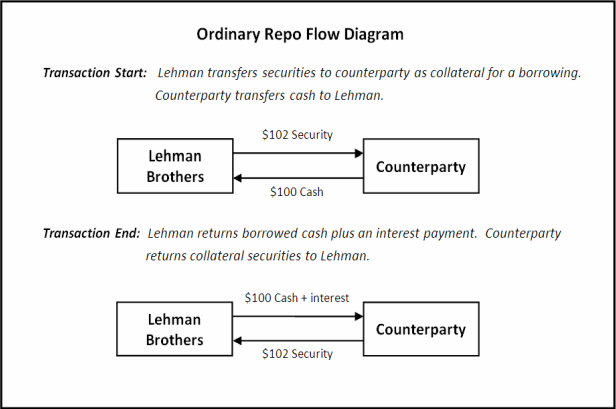 Ordinary Repo Flow Diagram
Transaction Start: Lehman transfers securities to counterparty as collateral for a borrowing.
Counterparty transfers cash to Lehman.
$102 Security
Lehman
Brothers
Counterparty
$100 Cash
Transaction End: Lehman returns borrowed cash plus an interest payment. Counterparty
returns collateral securities to Lehman.
$100 Cash + interest
Lehman
Brothers
Counterparty
$102 Security